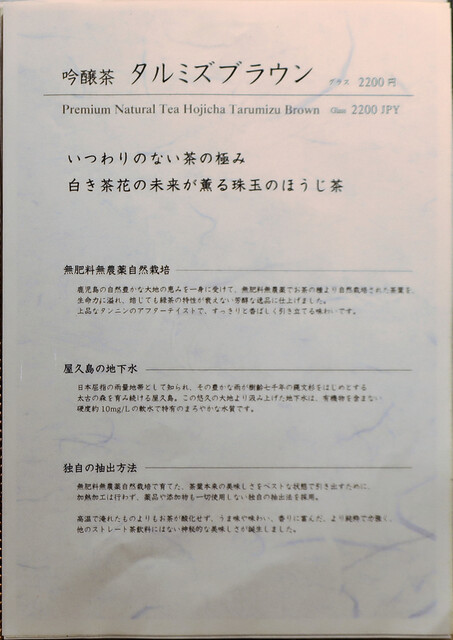 吟醸茶 タルミズブラウン グラス 2200円
Premium Natural Tea Hojicha Tarumizu Brown Glass 2200 JPY
いつわりのない茶の極み
白き茶花の未来が薫る珠玉のほうじ茶
無肥料無農薬自然栽培
鹿児島の自然豊かな大地の恵みを一身に受けて、無肥料無農薬でお茶の種より自然栽培された茶葉を、
生命力に溢れ、焙じても緑茶の特性が衰えない芳醇な逸品に仕上げました。
上品なタンニンのアフターテイストで、すっきりと香ばしく引き立てる味わいです。
屋久島の地下水
日本屈指の雨量地帯として知られ、その豊かな雨が樹齢七千年の縄文杉をはじめとする
太古の森を育み続ける屋久島。この悠久の大地より汲み上げた地下水は、有機物を含まない
硬度約10mg/Lの軟水で特有のまろやかな水質です。
独自の抽出方法
無肥料無農薬自然栽培で育てた、茶葉本来の美味しさをベストな状態で引き出すために、
加熱加工は行わず、薬品や添加物も一切使用しない独自の抽出法を採用。
高温で淹れたものよりもお茶が酸化せず、うま味や味わい、香りに富んだ、より純粋で力強く、
他のストレート茶飲料にはない神秘的な美味しさが誕生しました。